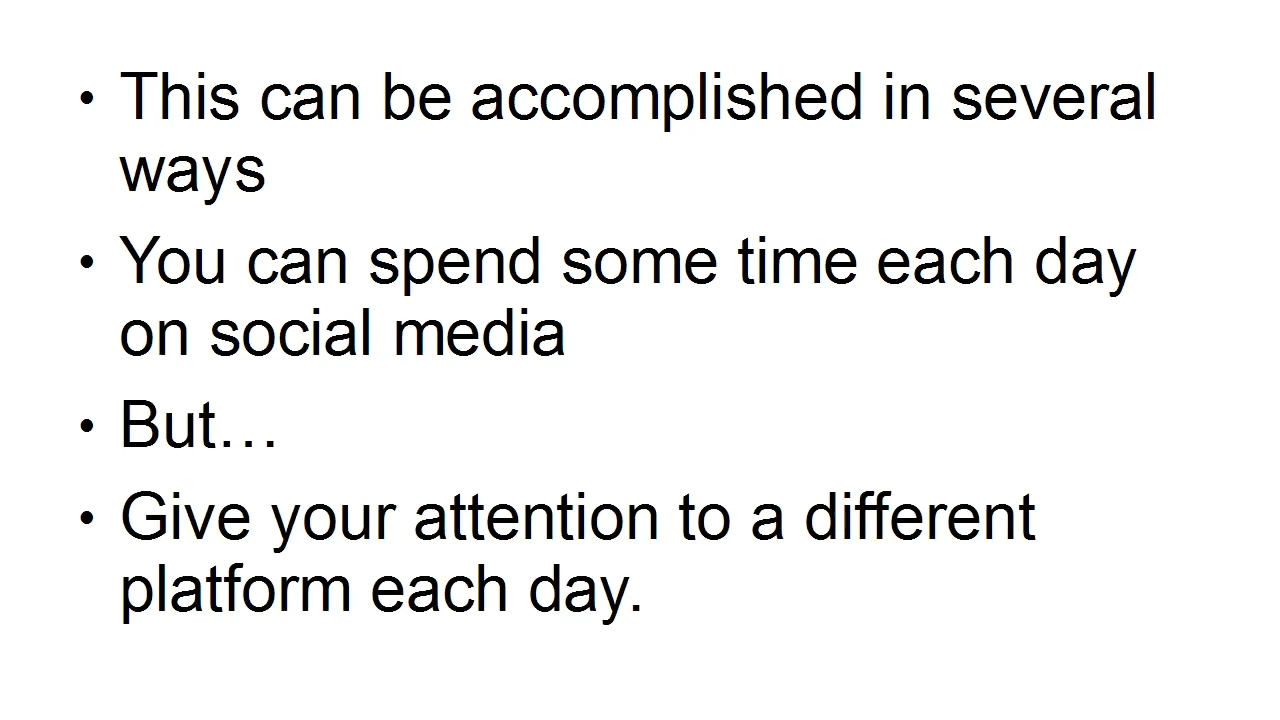 • This can be accomplished in several
ways
• You can spend some time each day
on social media
• But…
• Give your attention to a different
platform each day.